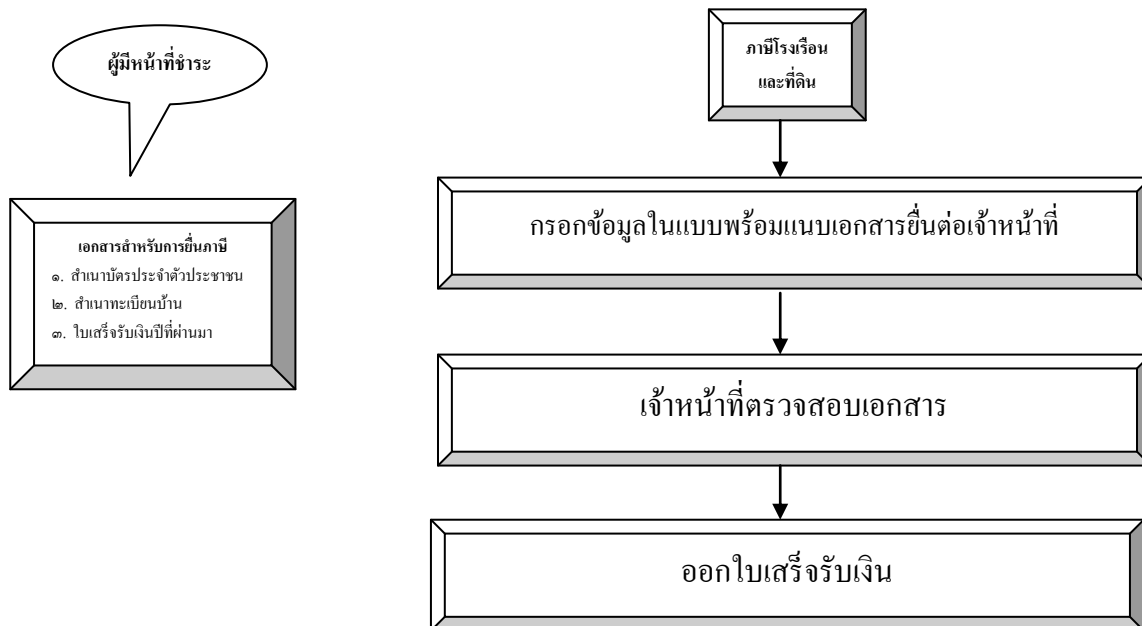 ผู้มีหน้าที่ชำระ
เอกสารสำหรับการยื่นภาษี
๑. สำเนาบัตรประจำตัวประชาชน
๒. สำเนาทะเบียนบ้าน
๓. ใบเสร็จรับเงินปีที่ผ่านมา
ภาษีโรงเรือน
และที่ดิน
กรอกข้อมูลในแบบพร้อมแนบเอกสารยื่นต่อเจ้าหน้าที่
เจ้าหน้าที่ตรวจสอบเอกสาร
ออกใบเสร็จรับเงิน